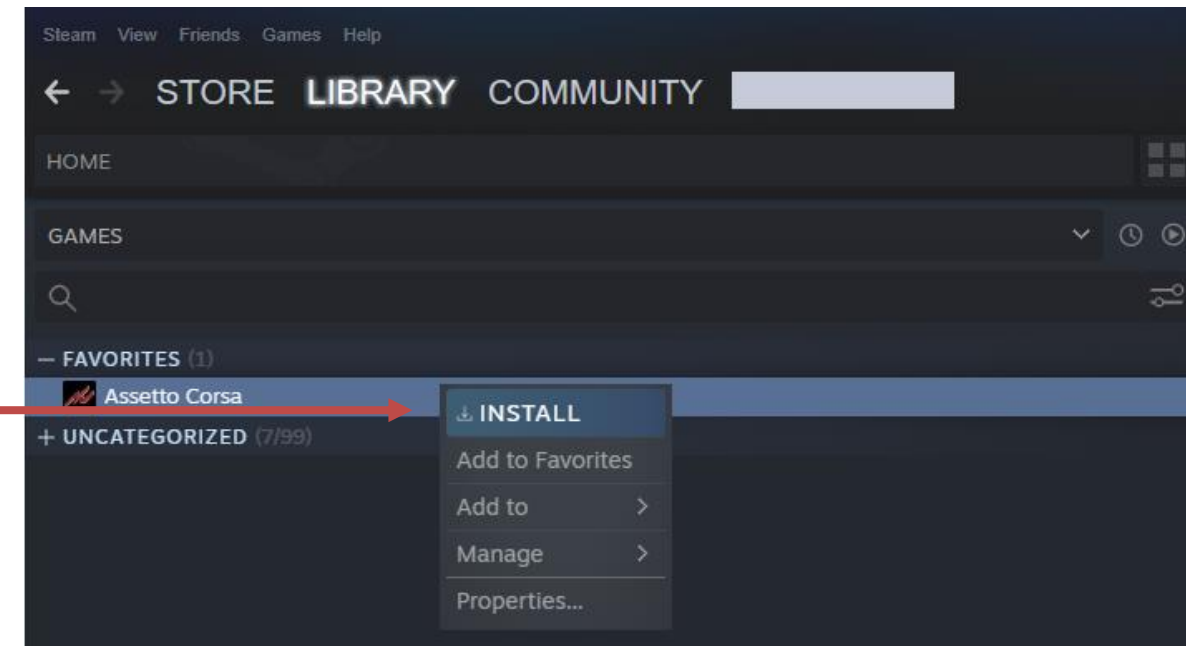 Steam View Friends Games Help
STORE LIBRARY COMMUNITY
HOME
GAMES
— FAVORITES (1)
Assetto Corsa
+ UNCATEGORIZED (7/99)
INSTALL
Add to Favorites
Add to >
Manage >
Properties...